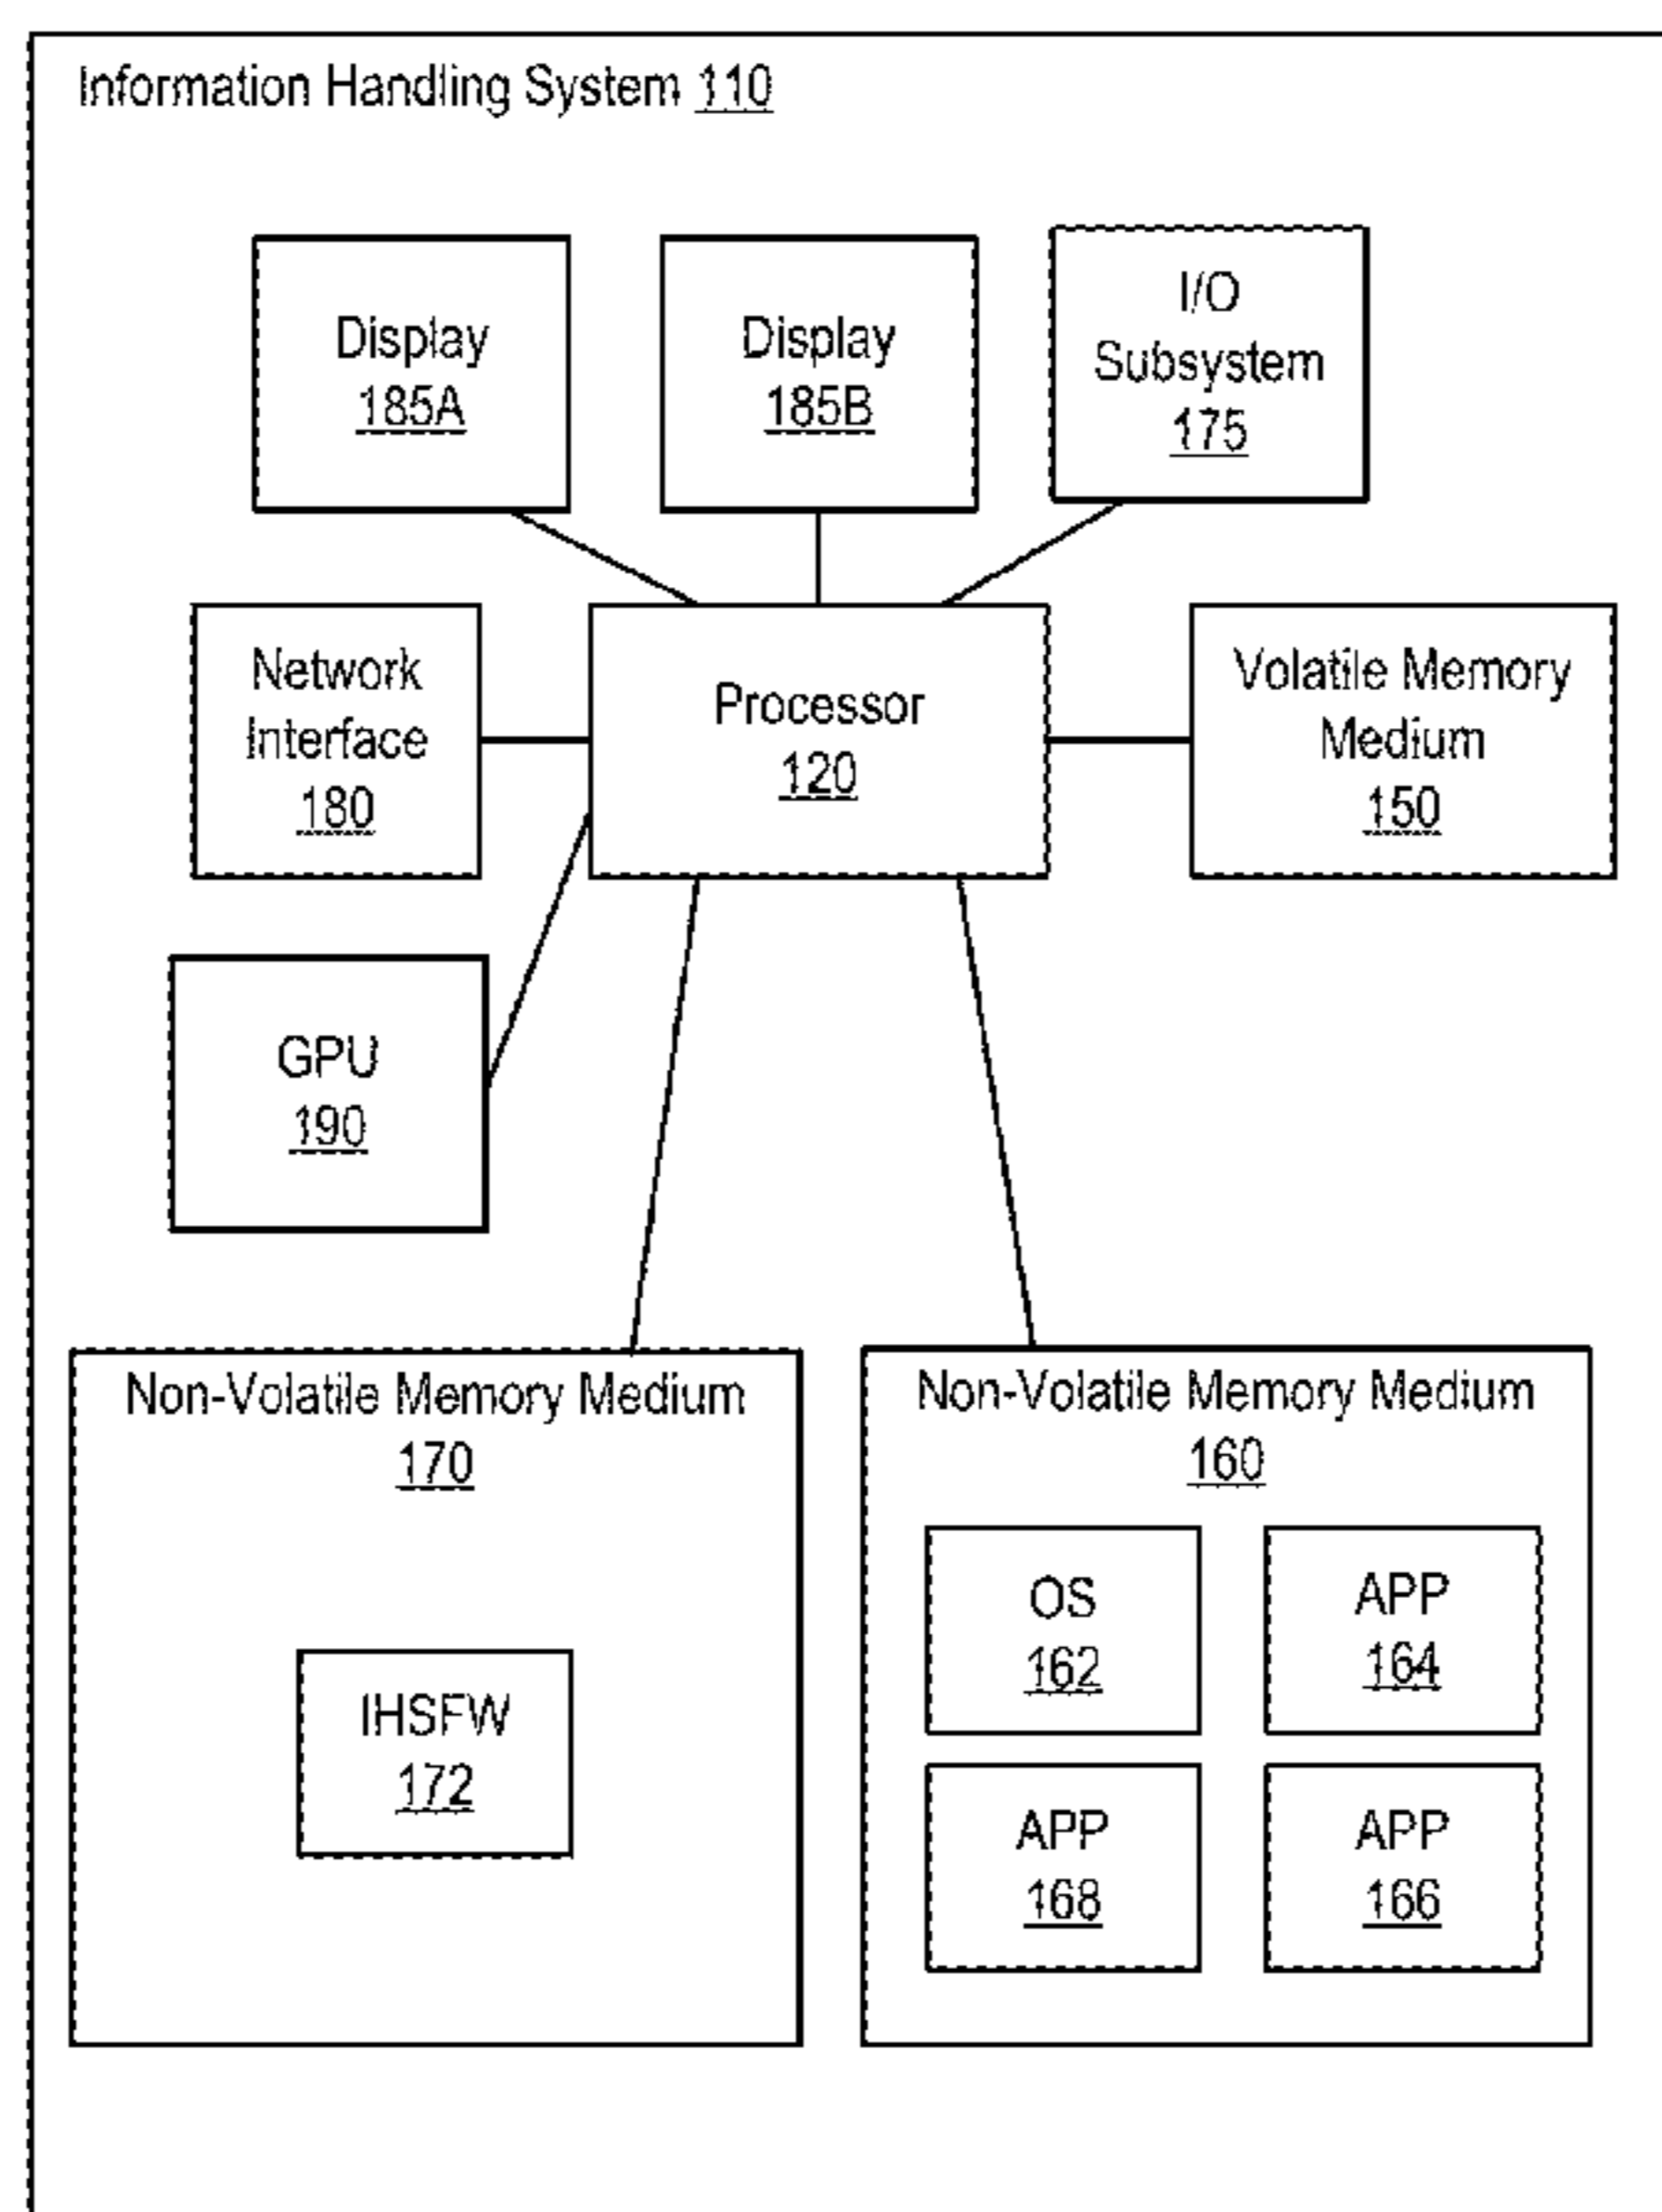 Information Handling System 110
Display
185A
Display
185B
I/O
Subsystem
175
Network
Interface
180
Processor
120
Volatile Memory
Medium
150
GPU
190
Non-Volatile Memory Medium
170
IHSFW
172
Non-Volatile Memory Medium
160
OS
162
APP
164
APP
168
APP
166